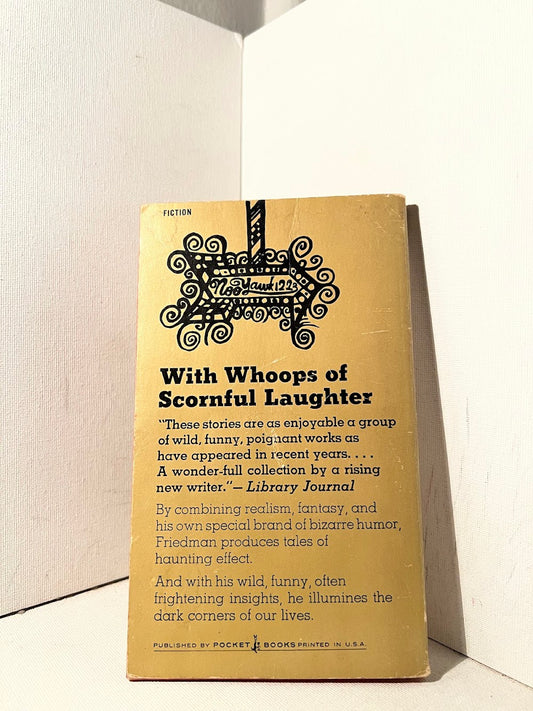 FICTION
Noo Yawk 122
With Whoops of
Scornful Laughter
"These stories are as enjoyable a group
of wild, funny, poignant works as
have appeared in recent years. . . .
A wonder-full collection by a rising
new writer."—Library Journal
By combining realism, fantasy, and
his own special brand of bizarre humor,
Friedman produces tales of
haunting effect.
And with his wild, funny, often
frightening insights, he illumines the
dark corners of our lives.
PUBLISHED BY POCKET BOOKS PRINTED IN U.S.A.